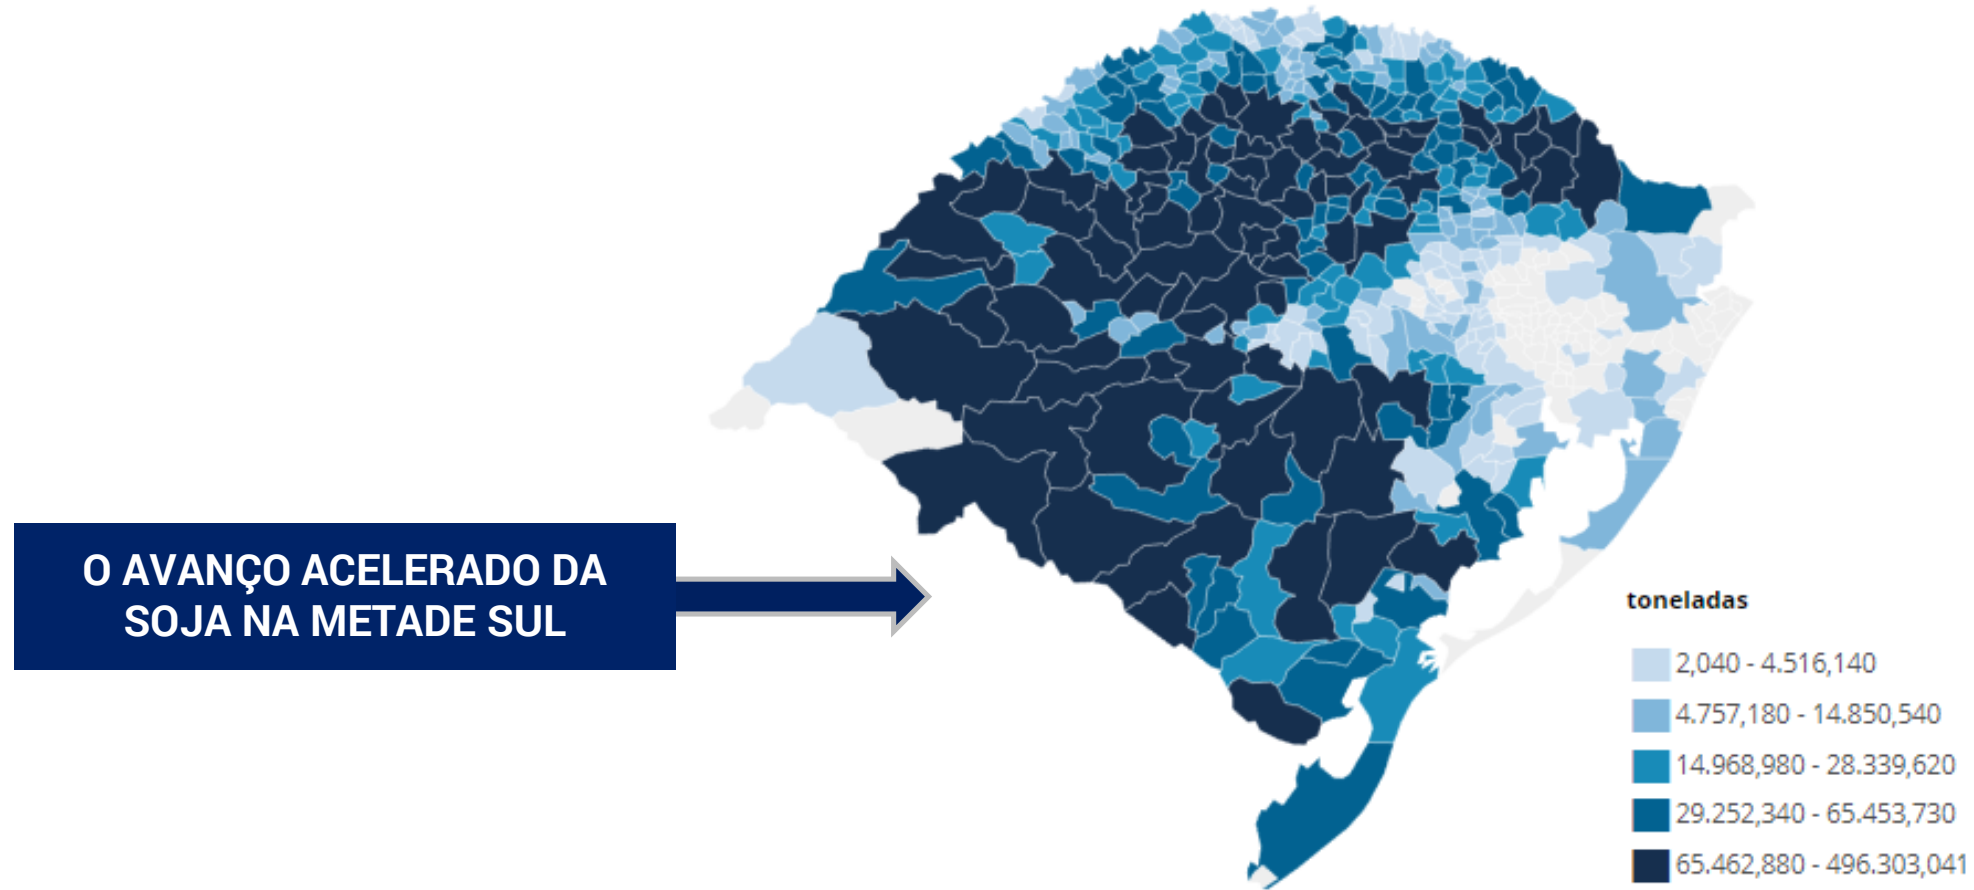 O AVANÇO ACELERADO DA
SOJA NA METADE SUL
toneladas
2,040 - 4.516,140
4.757,180 - 14.850,540
14.968,980 - 28.339,620
29.252,340 - 65.453,730
65.462,880 - 496.303,041